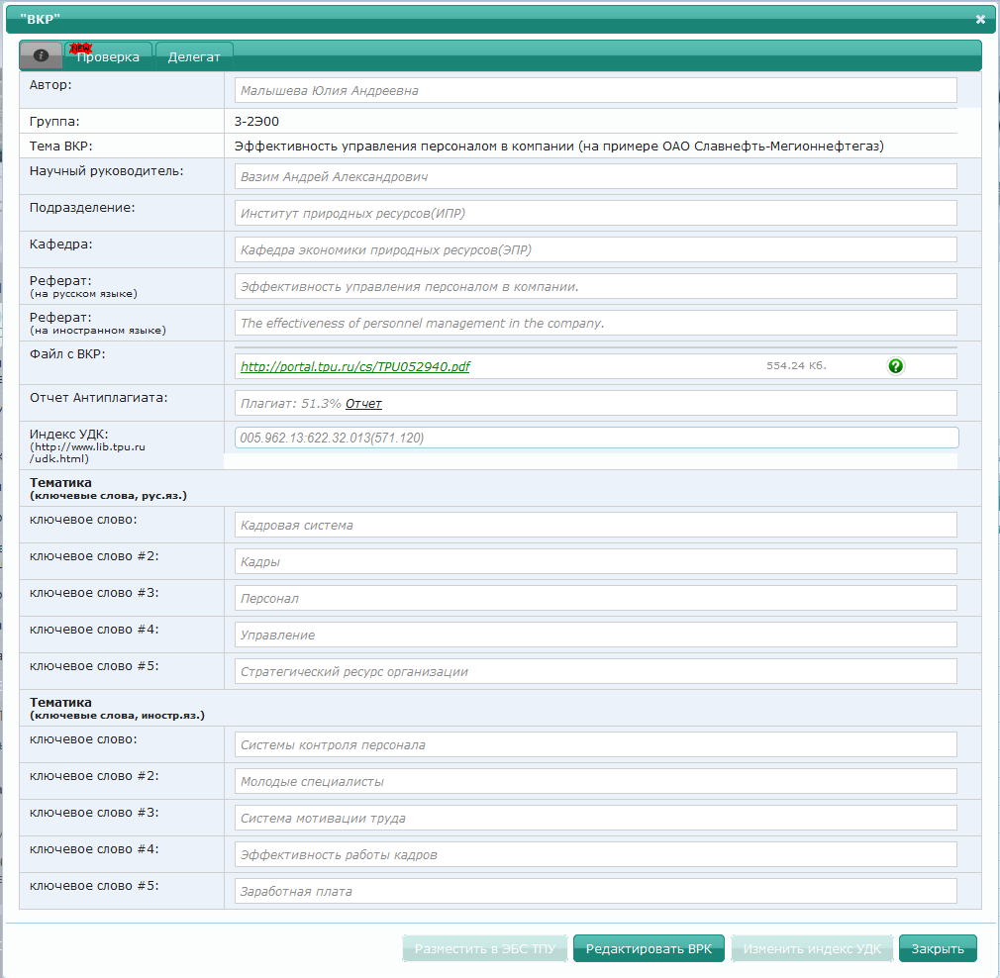 "ВКР"
Проверка
Делегат
Автор:
Малышева Юлия Андреевна
Группа:
3-2Э00
Тема ВКР:
Эффективность управления персоналом в компании (на примере ОАО Славнефть-Мегионнефтегаз)
Научный руководитель:
Вазим Андрей Александрович
Подразделение:
Институт природных ресурсов(ИПР)
Кафедра:
Кафедра экономики природных ресурсов(ЭПР)
Реферат:
(на русском языке)
Эффективность управления персоналом в компании.
Реферат:
(на иностранном языке)
The effectiveness of personnel management in the company.
Файл с ВКР:
http://portal.tpu.ru/cs/TPU052940.pdf
554.24 Кб.
Отчет Антиплагиата:
Плагиат: 51.3% Отчет
Индекс УДК:
(http://www.lib.tpu.ru
/udk.html)
005.962.13:622.32.013(571.120)
Тематика
(ключевые слова, рус.яз.)
ключевое слово:
Кадровая система
ключевое слово #2:
Кадры
ключевое слово #3:
Персонал
ключевое слово #4:
Управление
ключевое слово #5:
Стратегический ресурс организации
Тематика
(ключевые слова, иностр.яз.)
ключевое слово:
Системы контроля персонала
ключевое слово #2:
Молодые специалисты
ключевое слово #3:
Система мотивации труда
ключевое слово #4:
Эффективность работы кадров
ключевое слово #5:
Заработная плата
Разместить в ЭБС ТПУ
Редактировать ВРК
Изменить индекс УДК
Закрыть